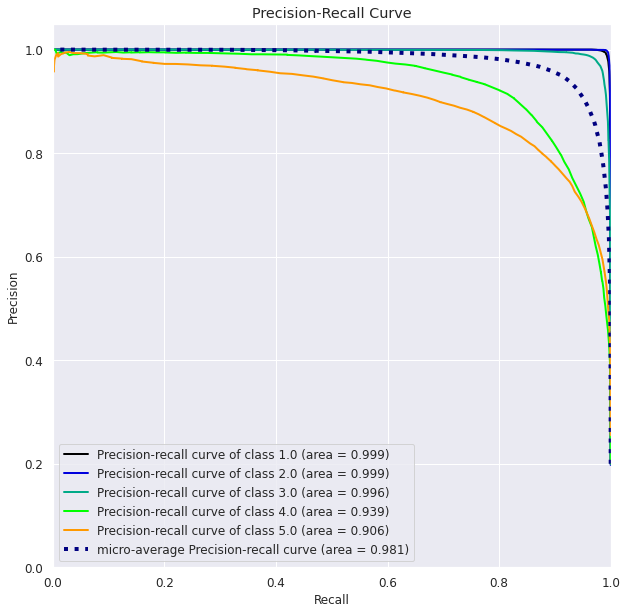 Precision-Recall Curve
1.0
0.8
0.6
0.4
0.2
0.0
Precision
Precision-recall curve of class 1.0 (area = 0.999)
Precision-recall curve of class 2.0 (area = 0.999)
Precision-recall curve of class 3.0 (area = 0.996)
Precision-recall curve of class 4.0 (area = 0.939)
Precision-recall curve of class 5.0 (area = 0.906)
micro-average Precision-recall curve (area = 0.981)
0.0 0.2 0.4 0.6 0.8 1.0
Recall